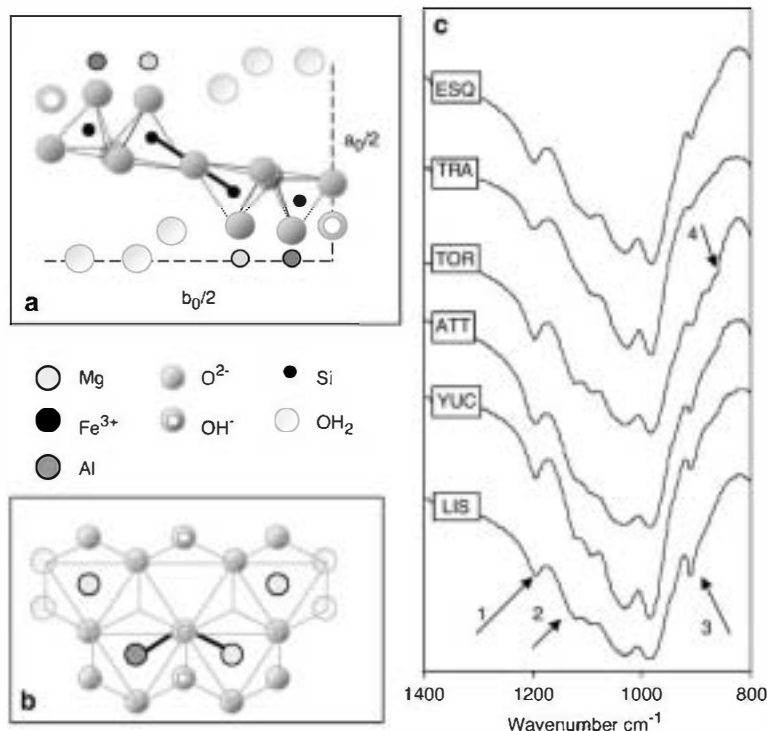 a
a₀/2
b₀/2
Mg
O²⁻
Si
Fe³⁺
OH⁻
OH₂
Al
b
c
ESQ
TRA
4
TOR
ATT
YUC
LIS
1
2
3
1400 1200 1000 800
Wavenumber cm⁻¹